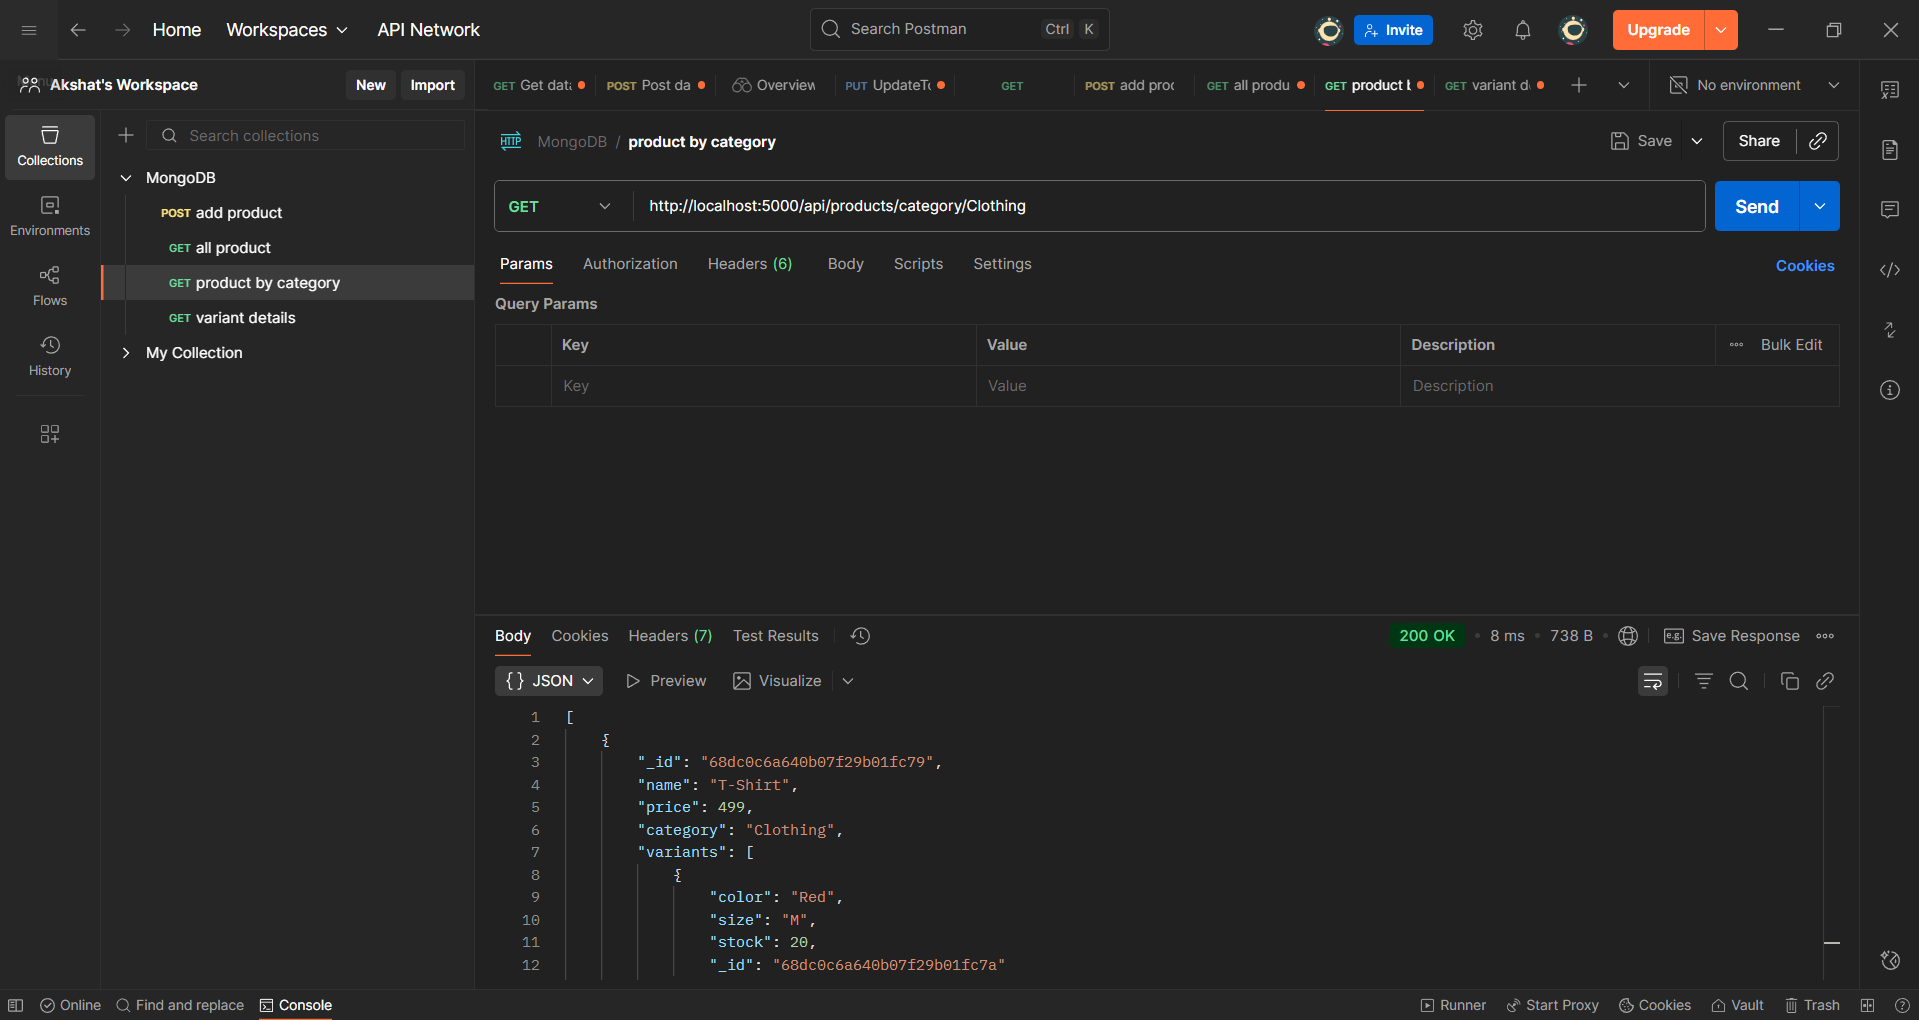 Home
Workspaces
API Network
Search Postman
Ctrl K
Invite
Upgrade
Akshat's Workspace
New
Import
GET Get dat
POST Post da
Overview
PUT UpdateT
GET
POST add prod
GET all produ
GET product b
GET variant d
No environment
Collections
Environments
Flows
History
Search collections
MongoDB
POST add product
GET all product
GET product by category
GET variant details
My Collection
HTTP MongoDB / product by category
Save
Share
GET http://localhost:5000/api/products/category/Clothing
Send
Params Authorization Headers (6) Body Scripts Settings
Cookies
Query Params
Key Value Description Bulk Edit
Key Value Description
Body Cookies Headers (7) Test Results
200 OK • 8 ms • 738 B
e.g. Save Response
{} JSON Preview Visualize
1 [
2 {
3 "_id": "68dc0c6a640b07f29b01fc79",
4 "name": "T-Shirt",
5 "price": 499,
6 "category": "Clothing",
7 "variants": [
8 {
9 "color": "Red",
10 "size": "M",
11 "stock": 20,
12 "_id": "68dc0c6a640b07f29b01fc7a"
Online Find and replace Console
Runner Start Proxy Cookies Vault Trash